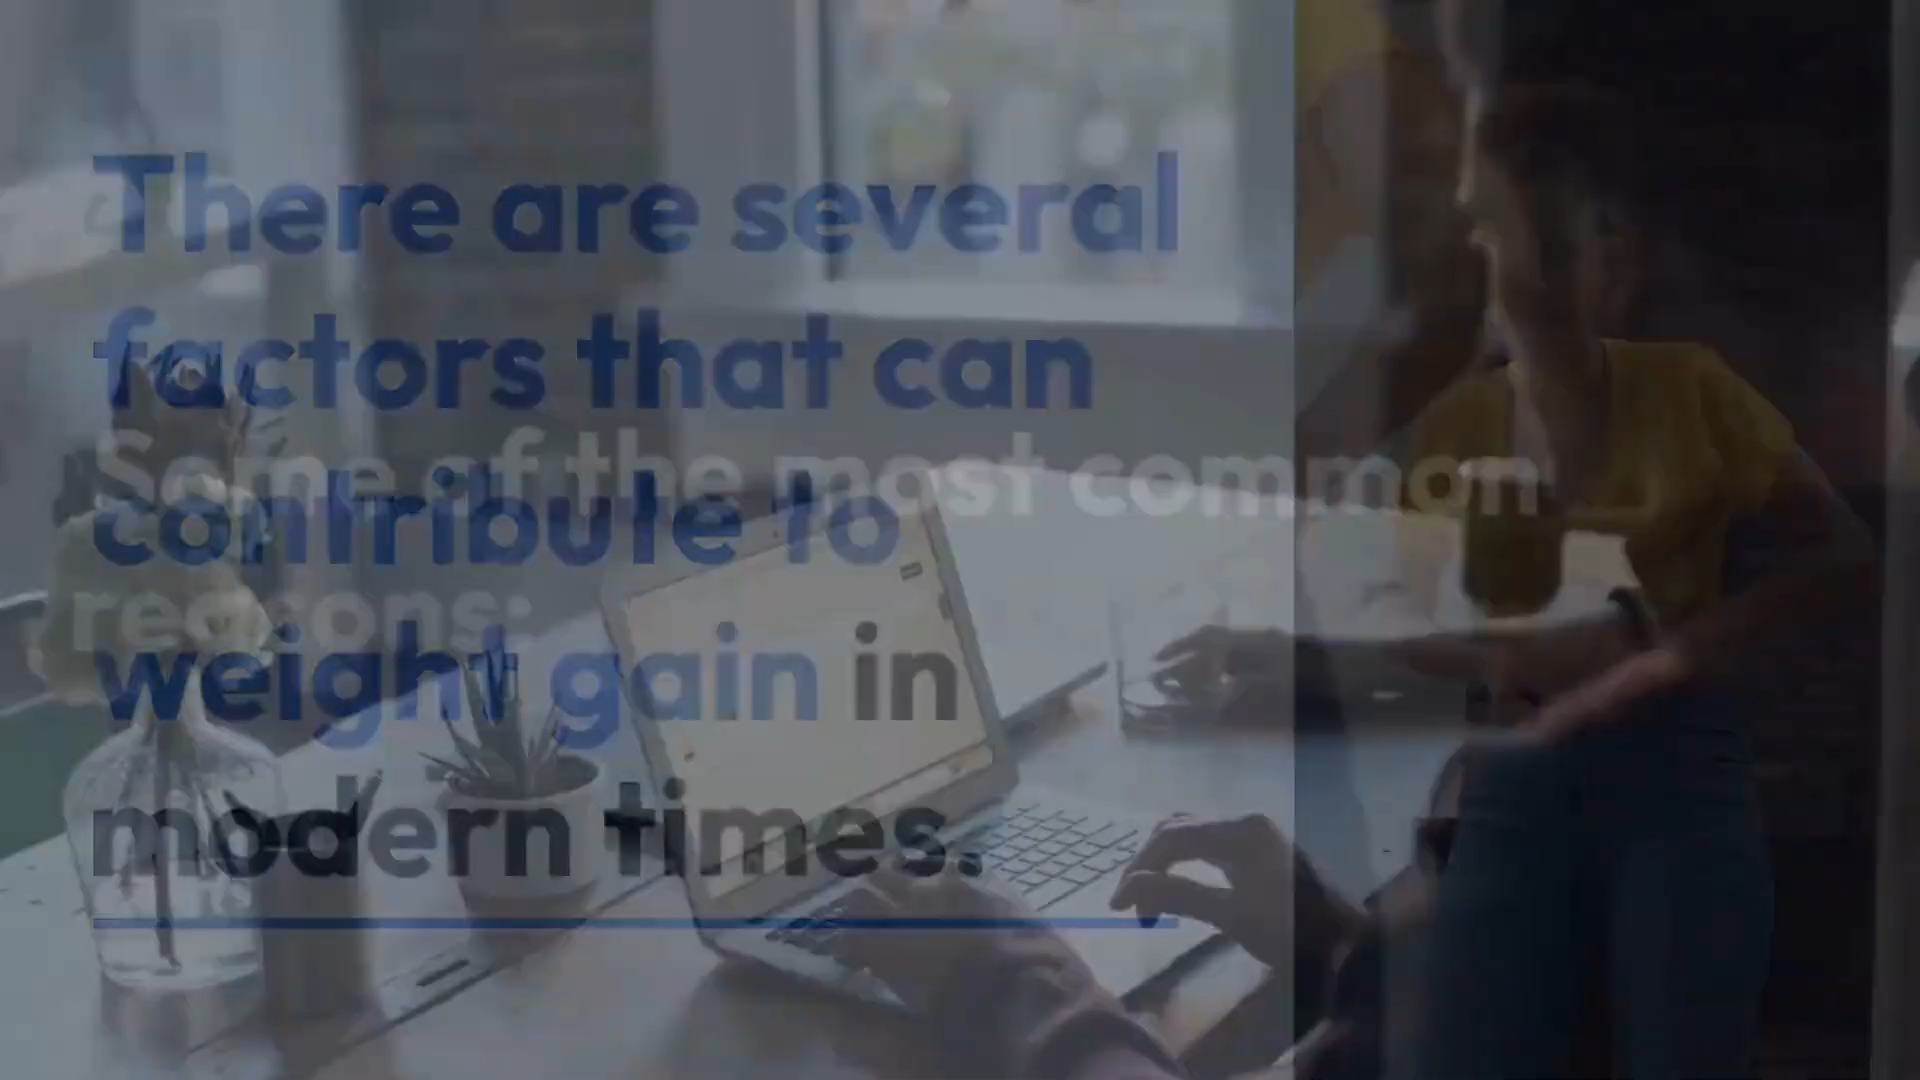 There are several
factors that can
contribute to
weight gain in
modern times.
Some of the most common
reasons: